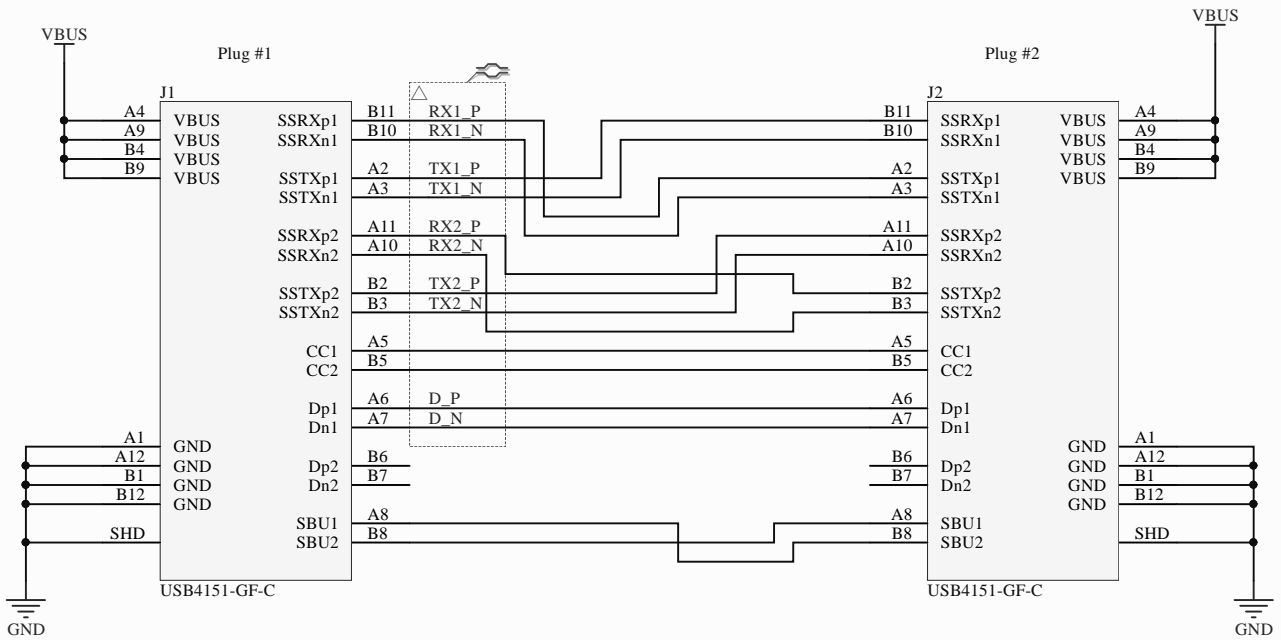 VBUS
VBUS
Plug #1
Plug #2
J1
J2
A4 VBUS SSRXp1 B11 RX1_P B11 SSRXp1 VBUS A4
A9 VBUS SSRXn1 B10 RX1_N B10 SSRXn1 VBUS A9
B4 VBUS VBUS B4
B9 VBUS SSTXp1 A2 TX1_P A2 SSTXp1 VBUS B9
SSTXn1 A3 TX1_N A3 SSTXn1
SSRXp2 A11 RX2_P A11 SSRXp2
SSRXn2 A10 RX2_N A10 SSRXn2
SSTXp2 B2 TX2_P B2 SSTXp2
SSTXn2 B3 TX2_N B3 SSTXn2
CC1 A5 A5 CC1
CC2 B5 B5 CC2
Dp1 A6 D_P A6 Dp1
Dn1 A7 D_N A7 Dn1
A1 GND GND A1
A12 GND Dp2 B6 B6 Dp2 GND A12
B1 GND Dn2 B7 B7 Dn2 GND B1
B12 GND GND B12
SBU1 A8 A8 SBU1
SHD SBU2 B8 B8 SBU2 SHD
USB4151-GF-C
USB4151-GF-C
GND
GND